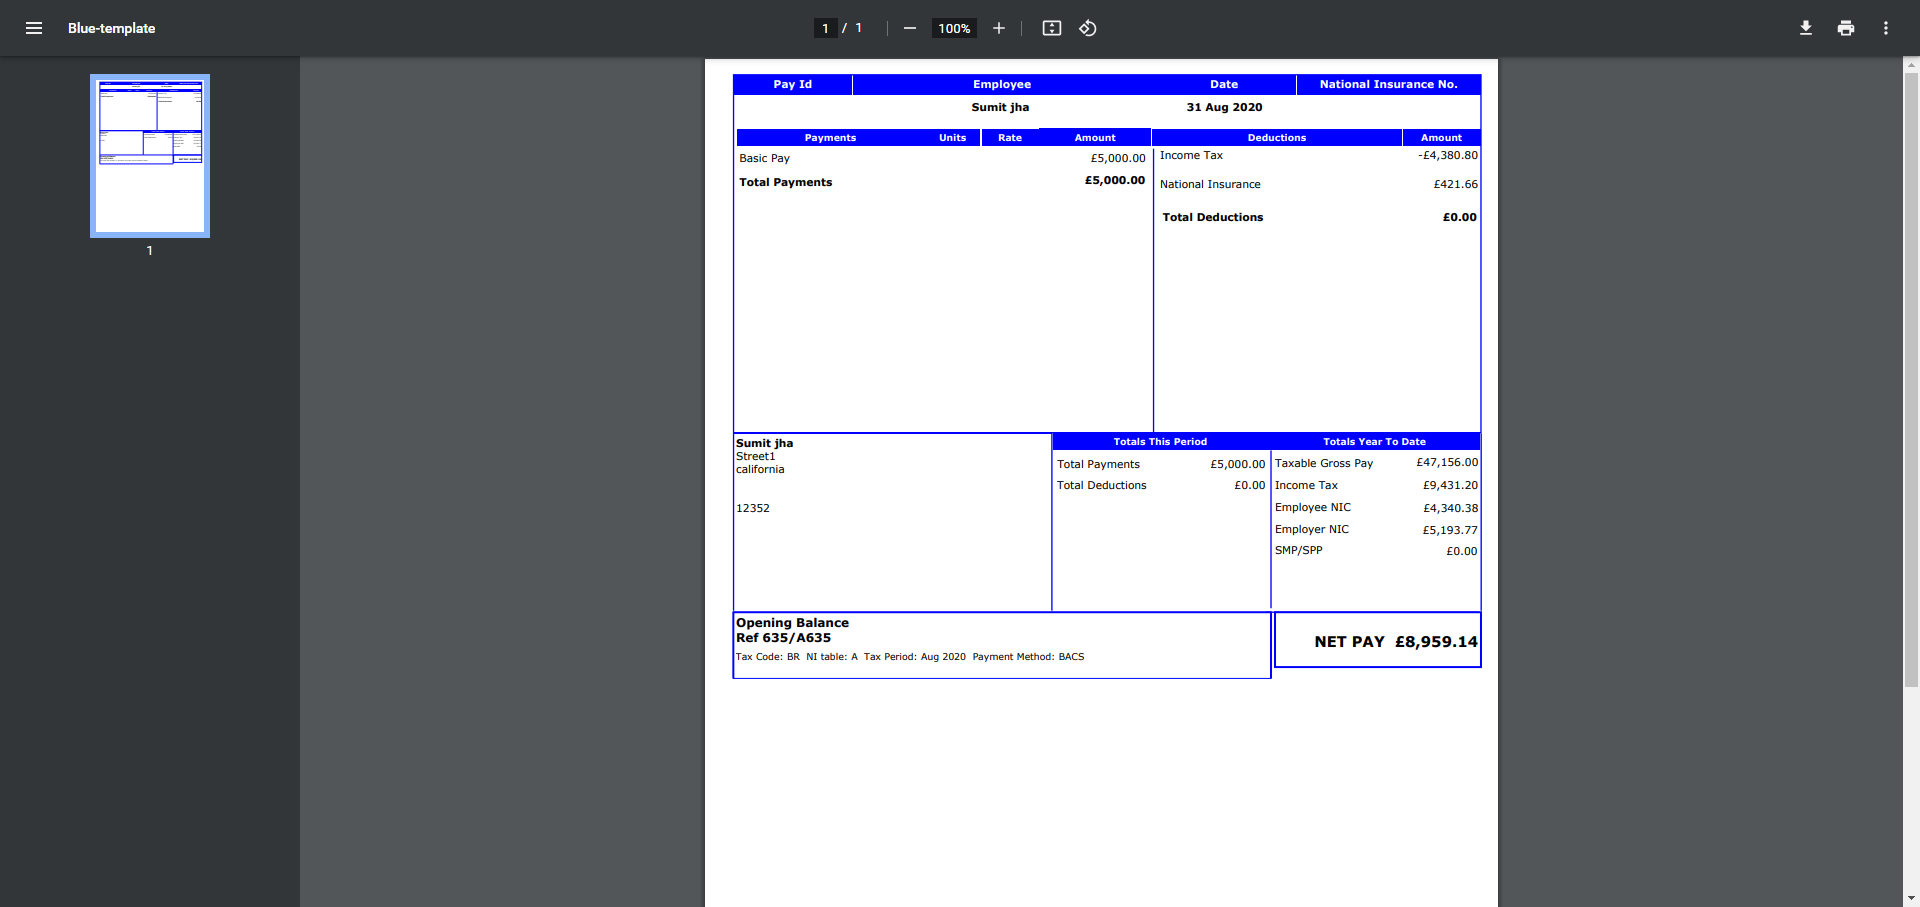 Blue-template
1 / 1
100%
1
Pay Id Employee Date National Insurance No.
Sumit jha 31 Aug 2020
Payments Units Rate Amount Deductions Amount
Basic Pay £5,000.00 Income Tax -£4,380.80
Total Payments £5,000.00 National Insurance £421.66
Total Deductions £0.00
Sumit jha
Street1
california
12352
Totals This Period Totals Year To Date
Total Payments £5,000.00 Taxable Gross Pay £47,156.00
Total Deductions £0.00 Income Tax £9,431.20
Employee NIC £4,340.38
Employer NIC £5,193.77
SMP/SPP £0.00
Opening Balance
Ref 635/A635
Tax Code: BR NI table: A Tax Period: Aug 2020 Payment Method: BACS
NET PAY £8,959.14